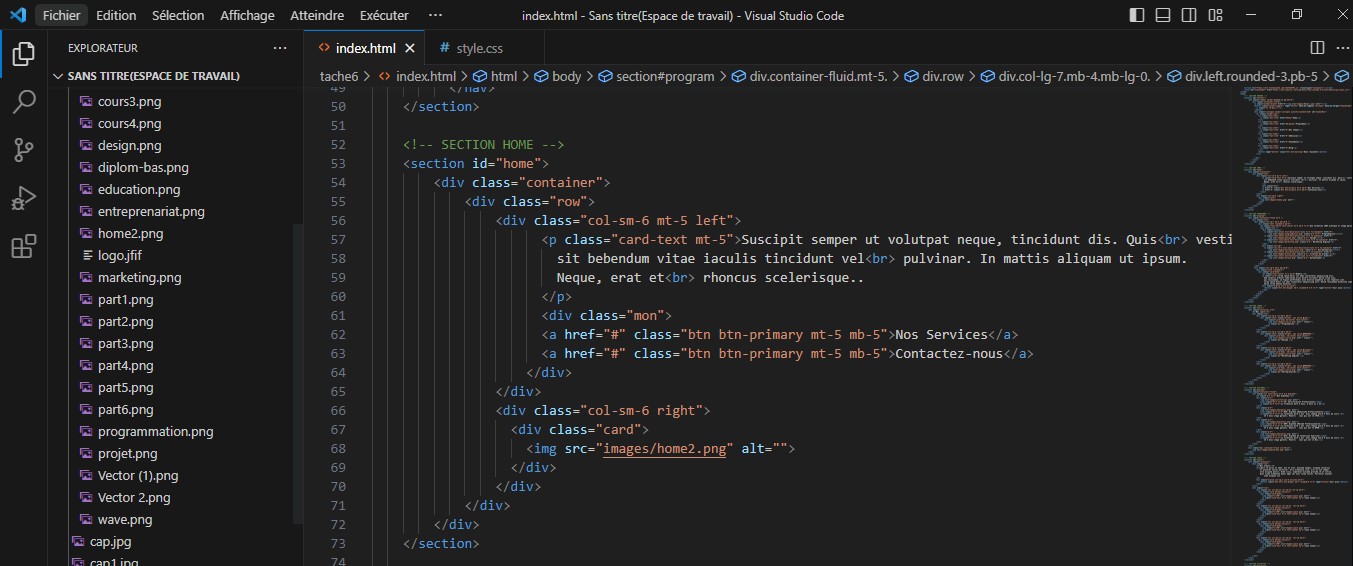 Fichier Edition Sélection Affichage Atteindre Exécuter ··· index.html - Sans titre(Espace de travail) - Visual Studio Code
EXPLORATEUR ···
SANS TITRE(ESPACE DE TRAVAIL)
cours3.png
cours4.png
design.png
diplom-bas.png
education.png
entreprenariat.png
home2.png
logo.jfif
marketing.png
part1.png
part2.png
part3.png
part4.png
part5.png
part6.png
programmation.png
projet.png
Vector (1).png
Vector 2.png
wave.png
cap.jpg
cap1.jpg
<> index.html × # style.css
tache6 > <> index.html > html > body > section#program > div.container-fluid.mt-5. > div.row > div.col-lg-7.mb-4.mb-lg-0. > div.left.rounded-3.pb-5 >
49 </nav>
50 </section>
51
52 <!-- SECTION HOME -->
53 <section id="home">
54 <div class="container">
55 <div class="row">
56 <div class="col-sm-6 mt-5 left">
57 <p class="card-text mt-5">Suscipit semper ut volutpat neque, tincidunt dis. Quis<br> vesti
58 sit bebendum vitae iaculis tincidunt vel<br> pulvinar. In mattis aliquam ut ipsum.
59 Neque, erat et<br> rhoncus scelerisque..
60 </p>
61 <div class="mon">
62 <a href="#" class="btn btn-primary mt-5 mb-5">Nos Services</a>
63 <a href="#" class="btn btn-primary mt-5 mb-5">Contactez-nous</a>
64 </div>
65 </div>
66 <div class="col-sm-6 right">
67 <div class="card">
68 <img src="images/home2.png" alt="">
69 </div>
70 </div>
71 </div>
72 </div>
73 </section>
74